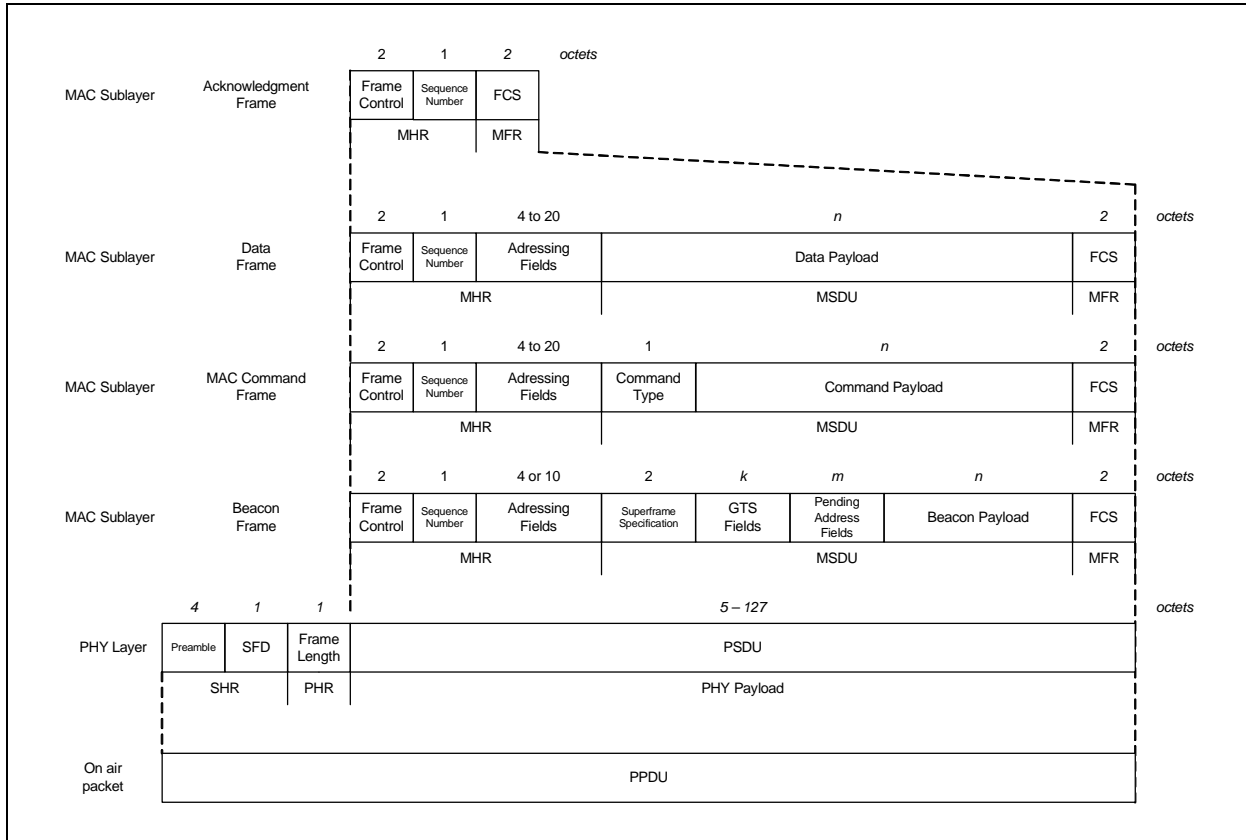 2 1 2 octets
MAC Sublayer Acknowledgment Frame Frame Control Sequence Number FCS
MHR MFR
2 1 4 to 20 n 2 octets
MAC Sublayer Data Frame Frame Control Sequence Number Adressing Fields Data Payload FCS
MHR MSDU MFR
2 1 4 to 20 1 n 2 octets
MAC Sublayer MAC Command Frame Frame Control Sequence Number Adressing Fields Command Type Command Payload FCS
MHR MSDU MFR
2 1 4 or 10 2 k m n 2 octets
MAC Sublayer Beacon Frame Frame Control Sequence Number Adressing Fields Superframe Specification GTS Fields Pending Address Fields Beacon Payload FCS
MHR MSDU MFR
4 1 1 5 – 127 octets
PHY Layer Preamble SFD Frame Length PSDU
SHR PHR PHY Payload
On air packet PPDU